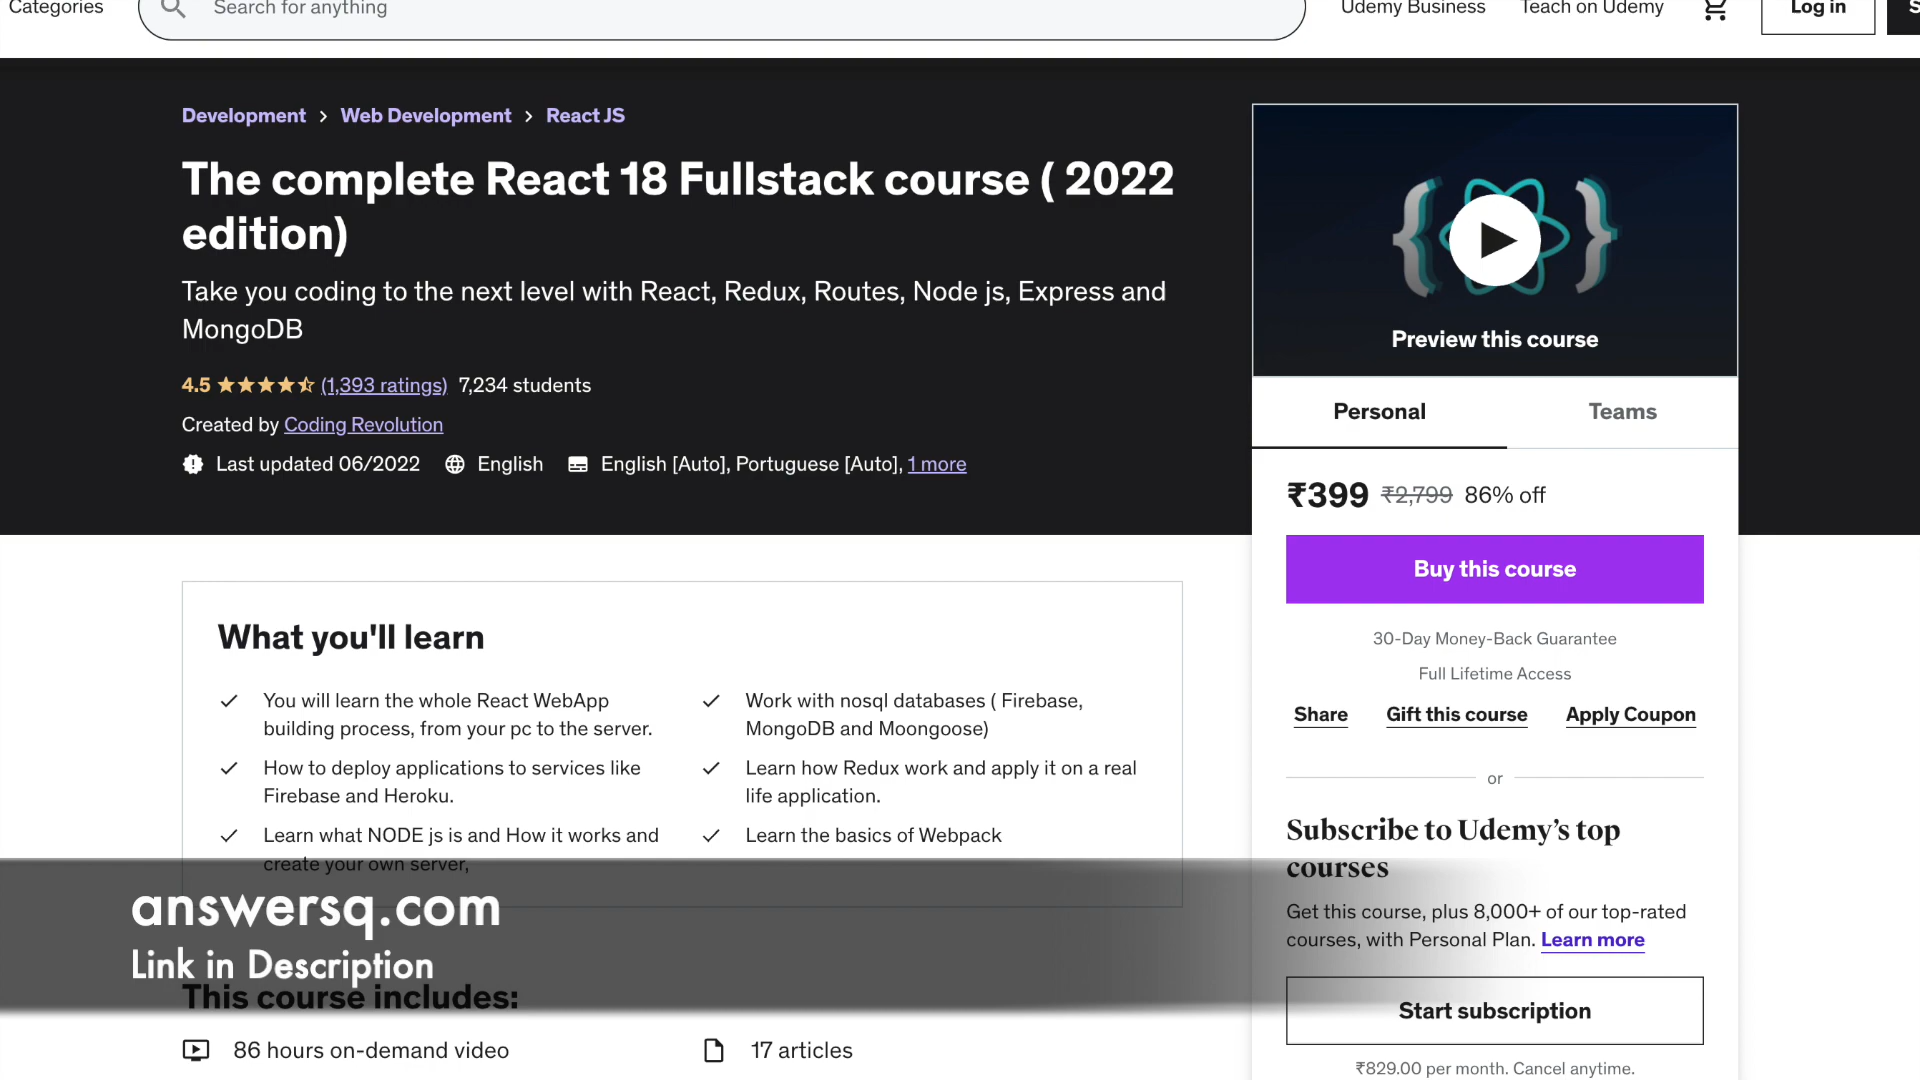 Categories
Search for anything
Udemy Business
Teach on Udemy
Log in
S
Development > Web Development > React JS
The complete React 18 Fullstack course ( 2022
edition)
Take you coding to the next level with React, Redux, Routes, Node js, Express and
MongoDB
4.5 (1,393 ratings) 7,234 students
Created by Coding Revolution
Last updated 06/2022 English English [Auto], Portuguese [Auto], 1 more
Preview this course
Personal
Teams
₹399 ₹2,799 86% off
Buy this course
30-Day Money-Back Guarantee
Full Lifetime Access
Share
Gift this course
Apply Coupon
or
Subscribe to Udemy's top
courses
Get this course, plus 8,000+ of our top-rated
courses, with Personal Plan. Learn more
Start subscription
₹829.00 per month. Cancel anytime.
What you'll learn
You will learn the whole React WebApp
building process, from your pc to the server.
How to deploy applications to services like
Firebase and Heroku.
Learn what NODE js is and How it works and
create your own server,
Work with nosql databases ( Firebase,
MongoDB and Moongoose)
Learn how Redux work and apply it on a real
life application.
Learn the basics of Webpack
answersq.com
Link in Description
This course includes:
86 hours on-demand video
17 articles